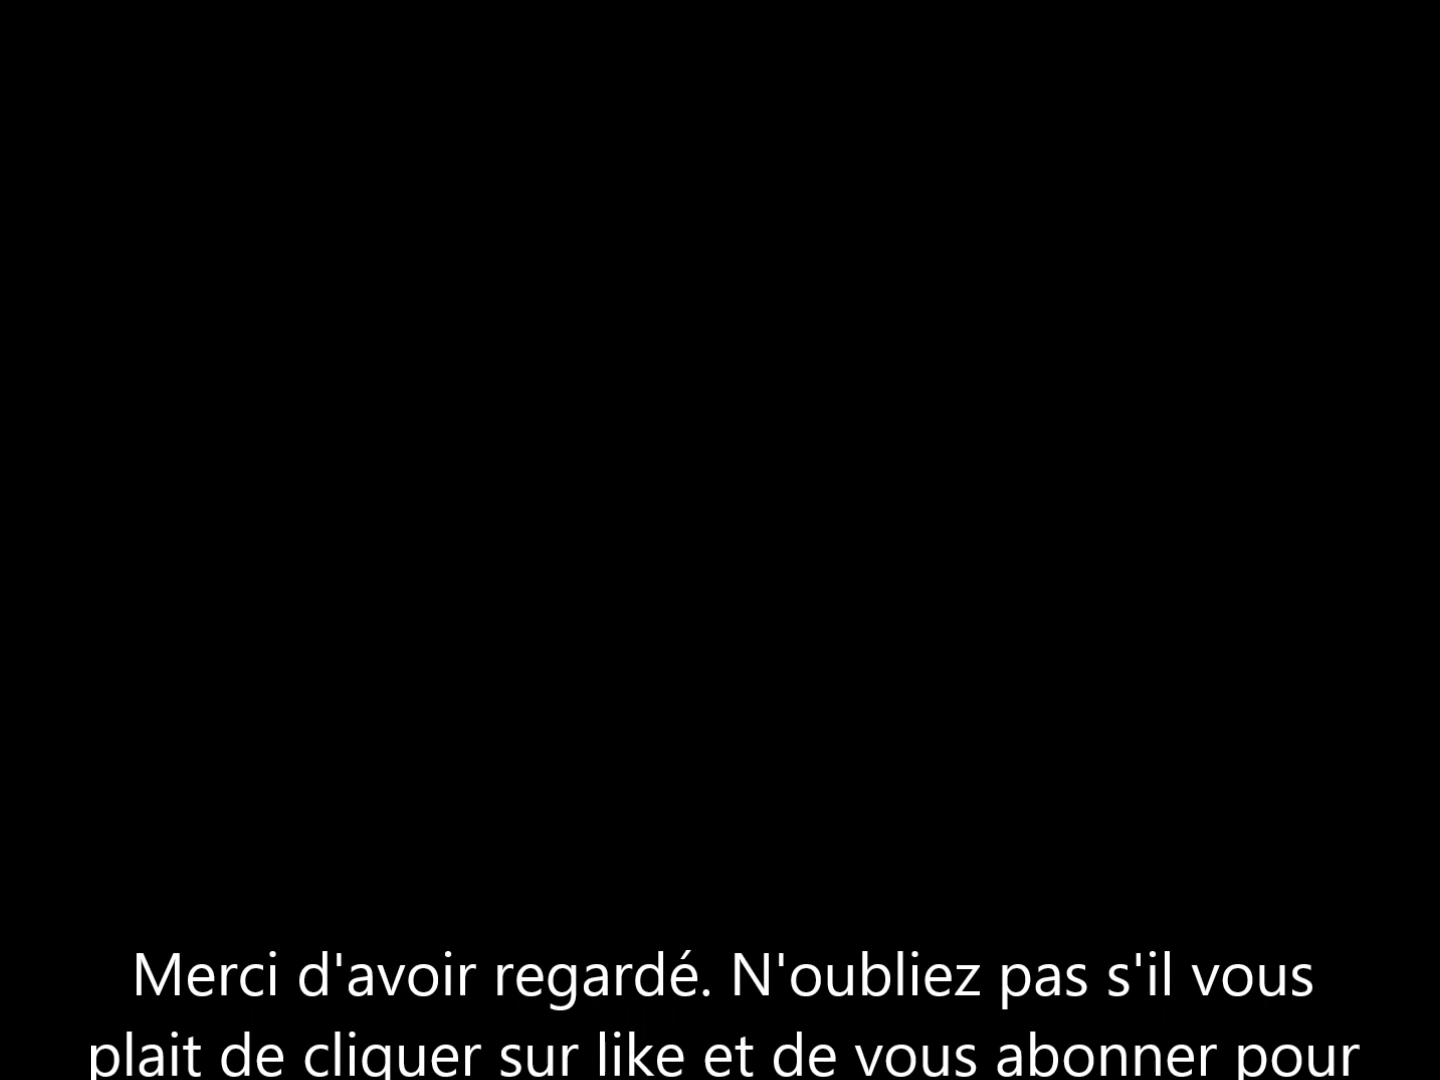 Merci d'avoir regardé. N'oubliez pas s'il vous
plait de cliquer sur like et de vous abonner pour